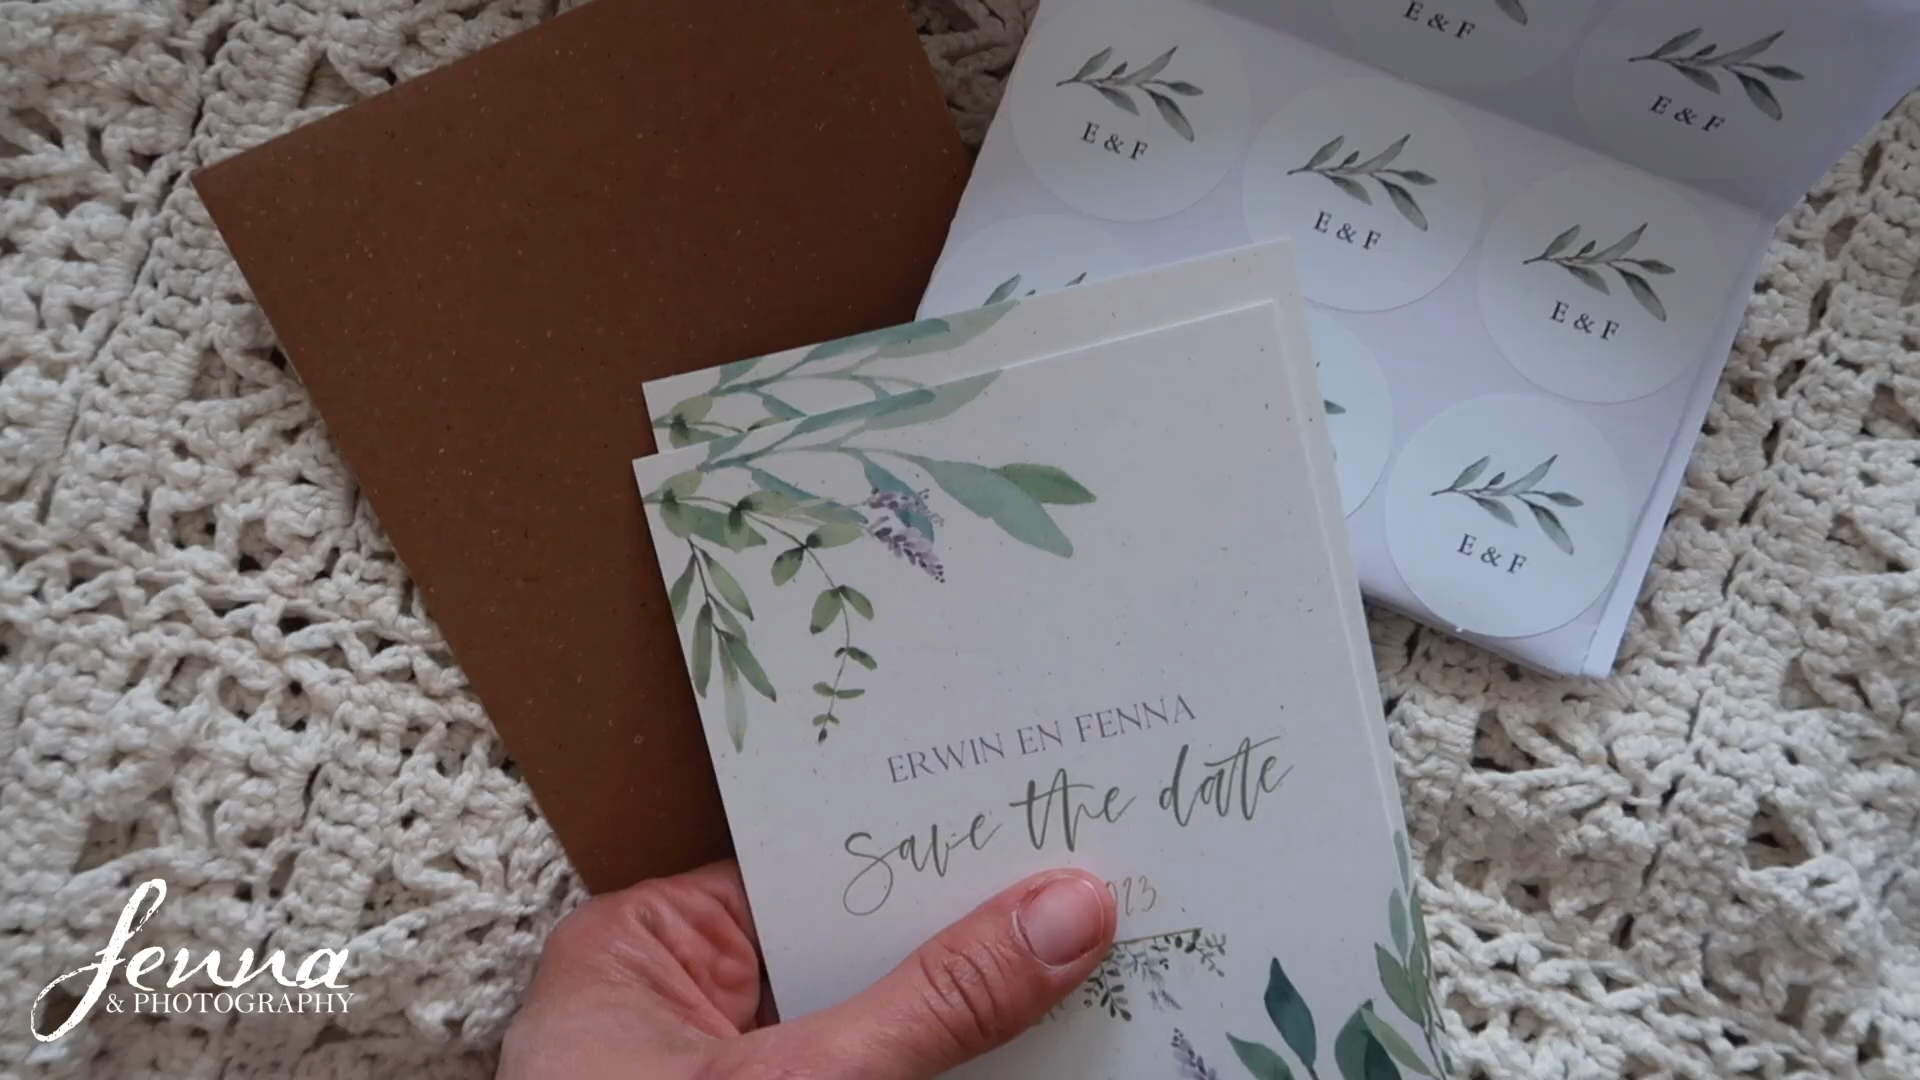 E & F
E & F
E & F
E & F
E & F
E & F
ERWIN EN FENNA
save the date
fenna
& PHOTOGRAPHY